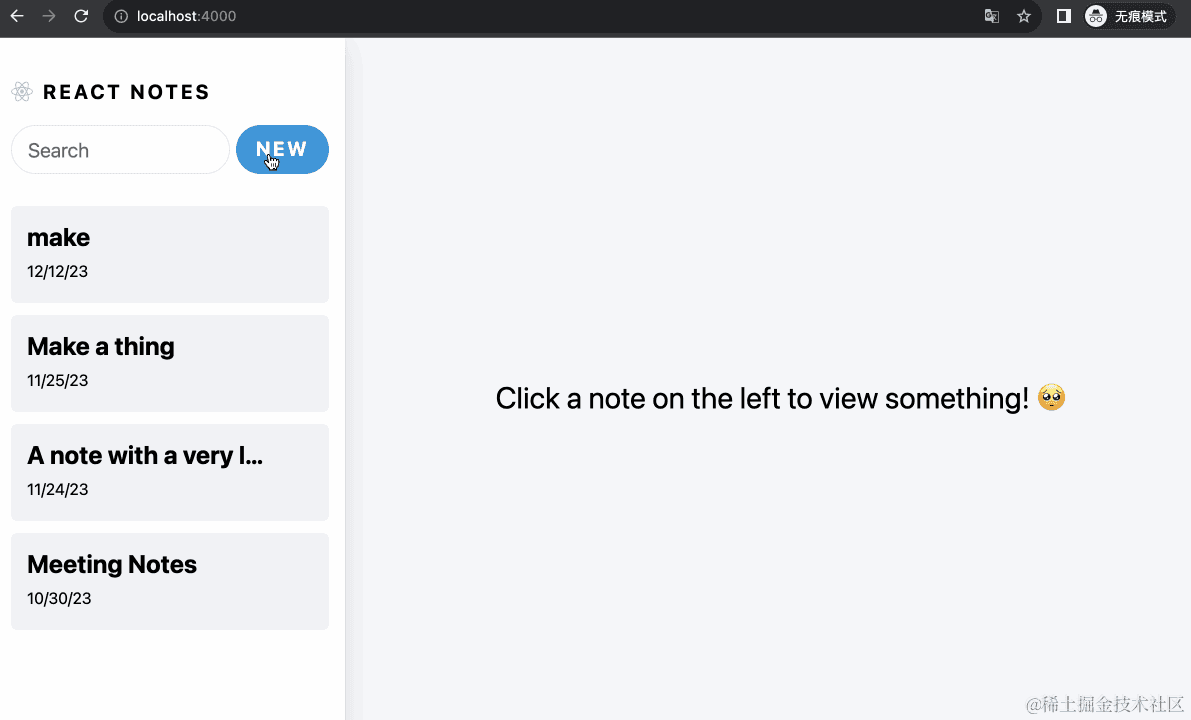 localhost:4000
无痕模式
REACT NOTES
Search
NEW
make
12/12/23
Make a thing
11/25/23
A note with a very l...
11/24/23
Meeting Notes
10/30/23
Click a note on the left to view something! 🥺
@稀土掘金技术社区